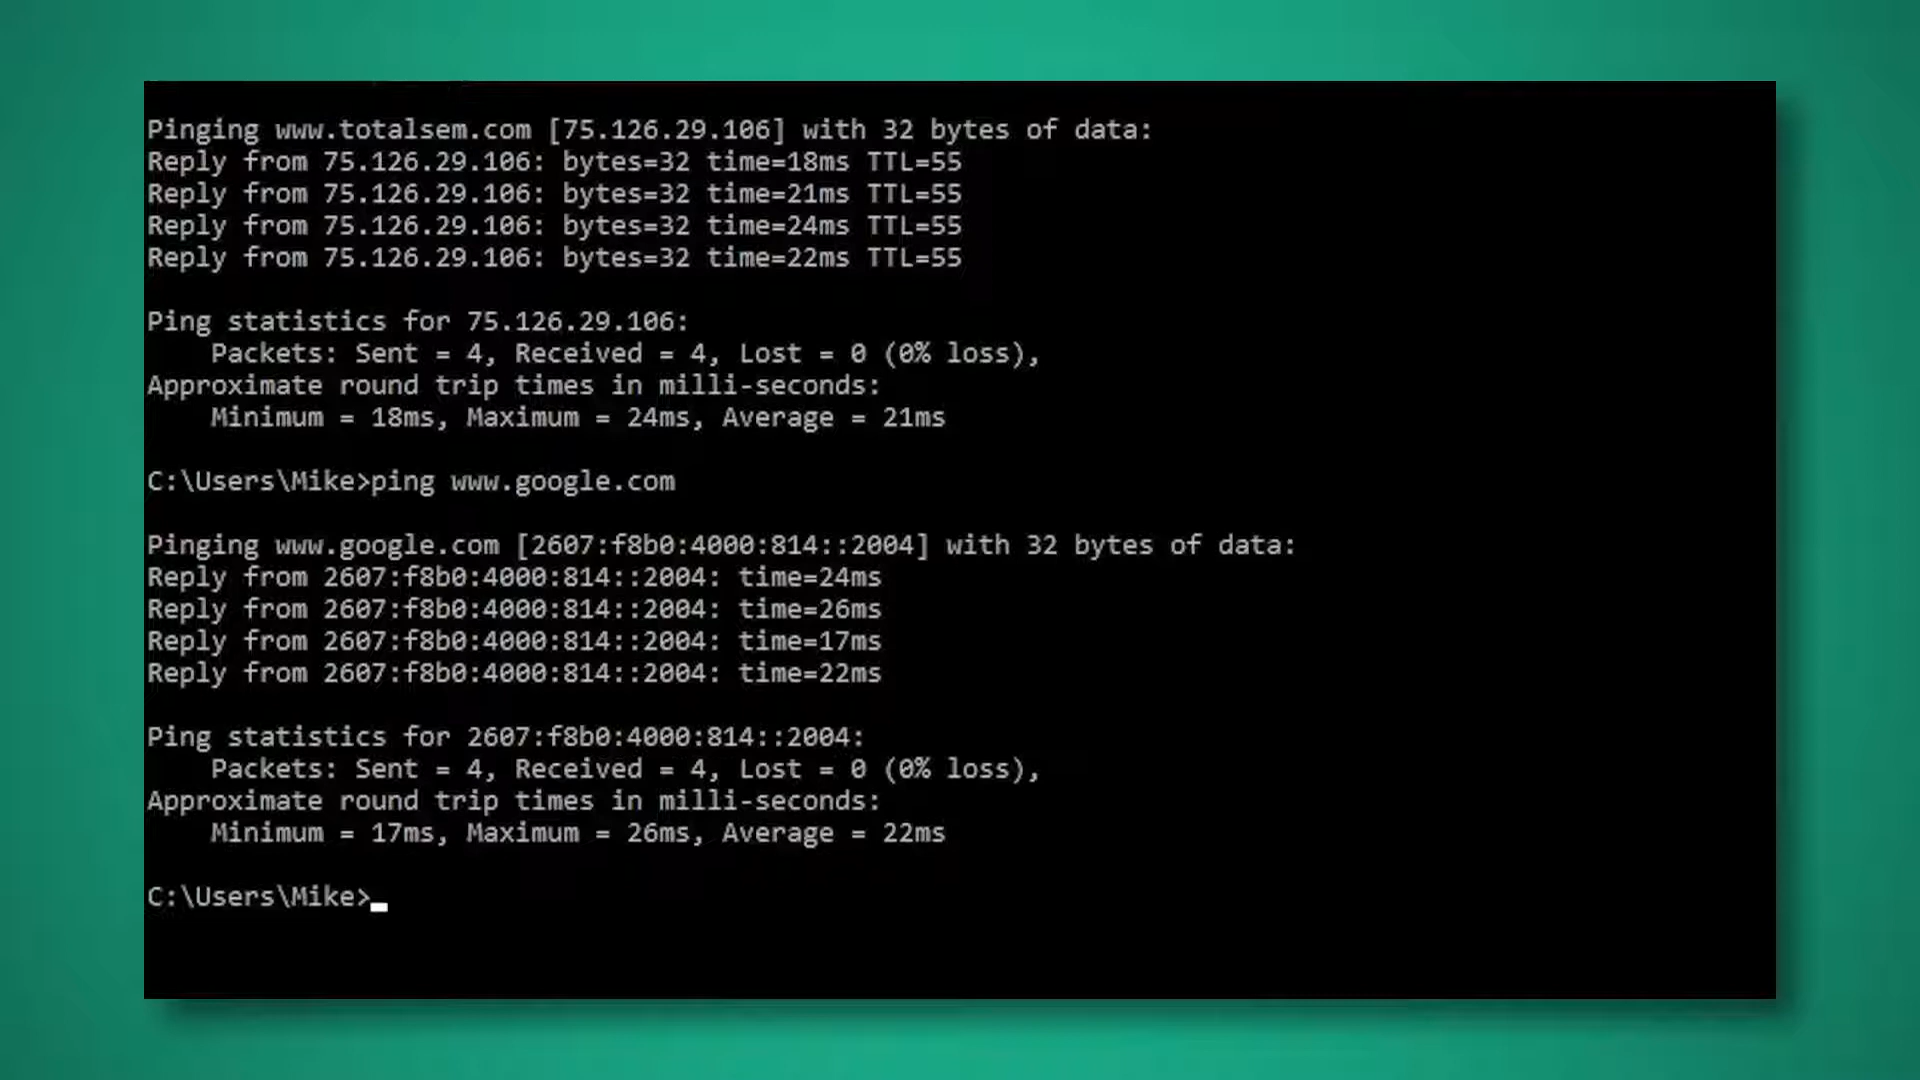 Pinging www.totalsem.com [75.126.29.106] with 32 bytes of data:
Reply from 75.126.29.106: bytes=32 time=18ms TTL=55
Reply from 75.126.29.106: bytes=32 time=21ms TTL=55
Reply from 75.126.29.106: bytes=32 time=24ms TTL=55
Reply from 75.126.29.106: bytes=32 time=22ms TTL=55
Ping statistics for 75.126.29.106:
    Packets: Sent = 4, Received = 4, Lost = 0 (0% loss),
Approximate round trip times in milli-seconds:
    Minimum = 18ms, Maximum = 24ms, Average = 21ms
C:\Users\Mike>ping www.google.com
Pinging www.google.com [2607:f8b0:4000:814::2004] with 32 bytes of data:
Reply from 2607:f8b0:4000:814::2004: time=24ms
Reply from 2607:f8b0:4000:814::2004: time=26ms
Reply from 2607:f8b0:4000:814::2004: time=17ms
Reply from 2607:f8b0:4000:814::2004: time=22ms
Ping statistics for 2607:f8b0:4000:814::2004:
    Packets: Sent = 4, Received = 4, Lost = 0 (0% loss),
Approximate round trip times in milli-seconds:
    Minimum = 17ms, Maximum = 26ms, Average = 22ms
C:\Users\Mike>